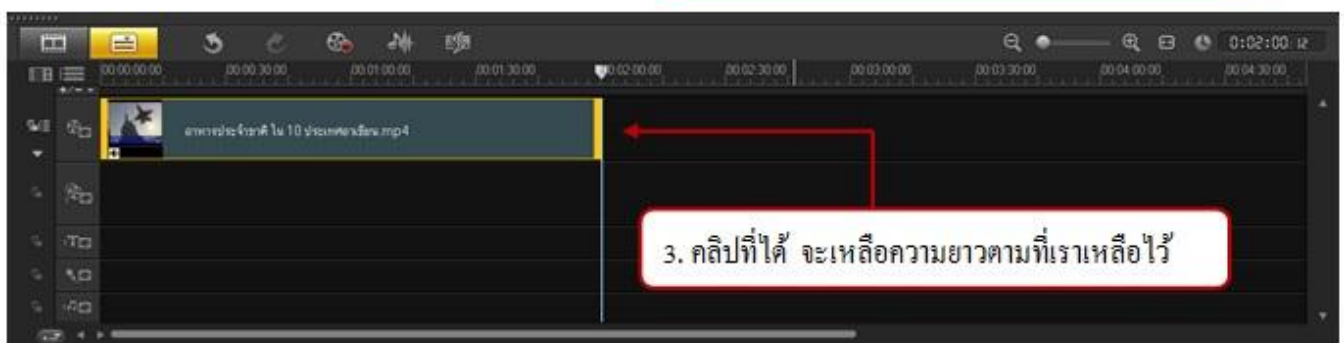 0:02:00:12
00:00:00:00 00:00:30:00 00:01:00:00 00:01:30:00 00:02:00:00 00:02:30:00 00:03:00:00 00:03:30:00 00:04:00:00 00:04:30:00
อาหารประจำชาติ ใน 10 ประเทศอาเซียน.mp4
3. คลิปที่ได้ จะเหลือความยาวตามที่เราเหลือไว้